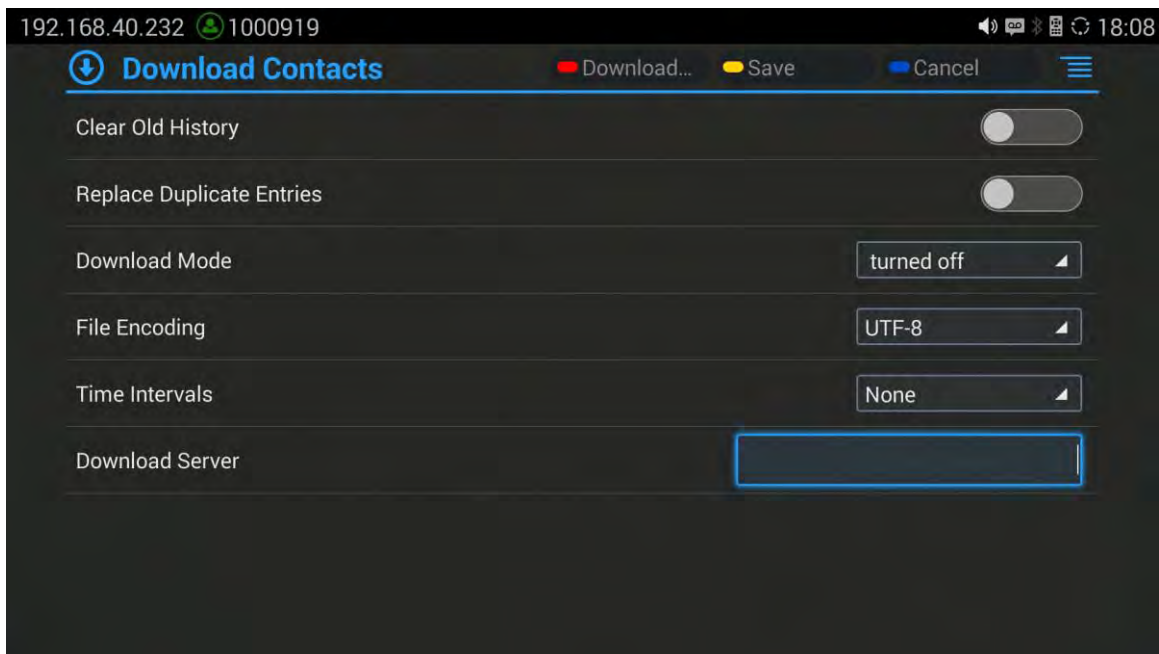 192.168.40.232 1000919 18:08
Download Contacts Download... Save Cancel
Clear Old History
Replace Duplicate Entries
Download Mode turned off
File Encoding UTF-8
Time Intervals None
Download Server